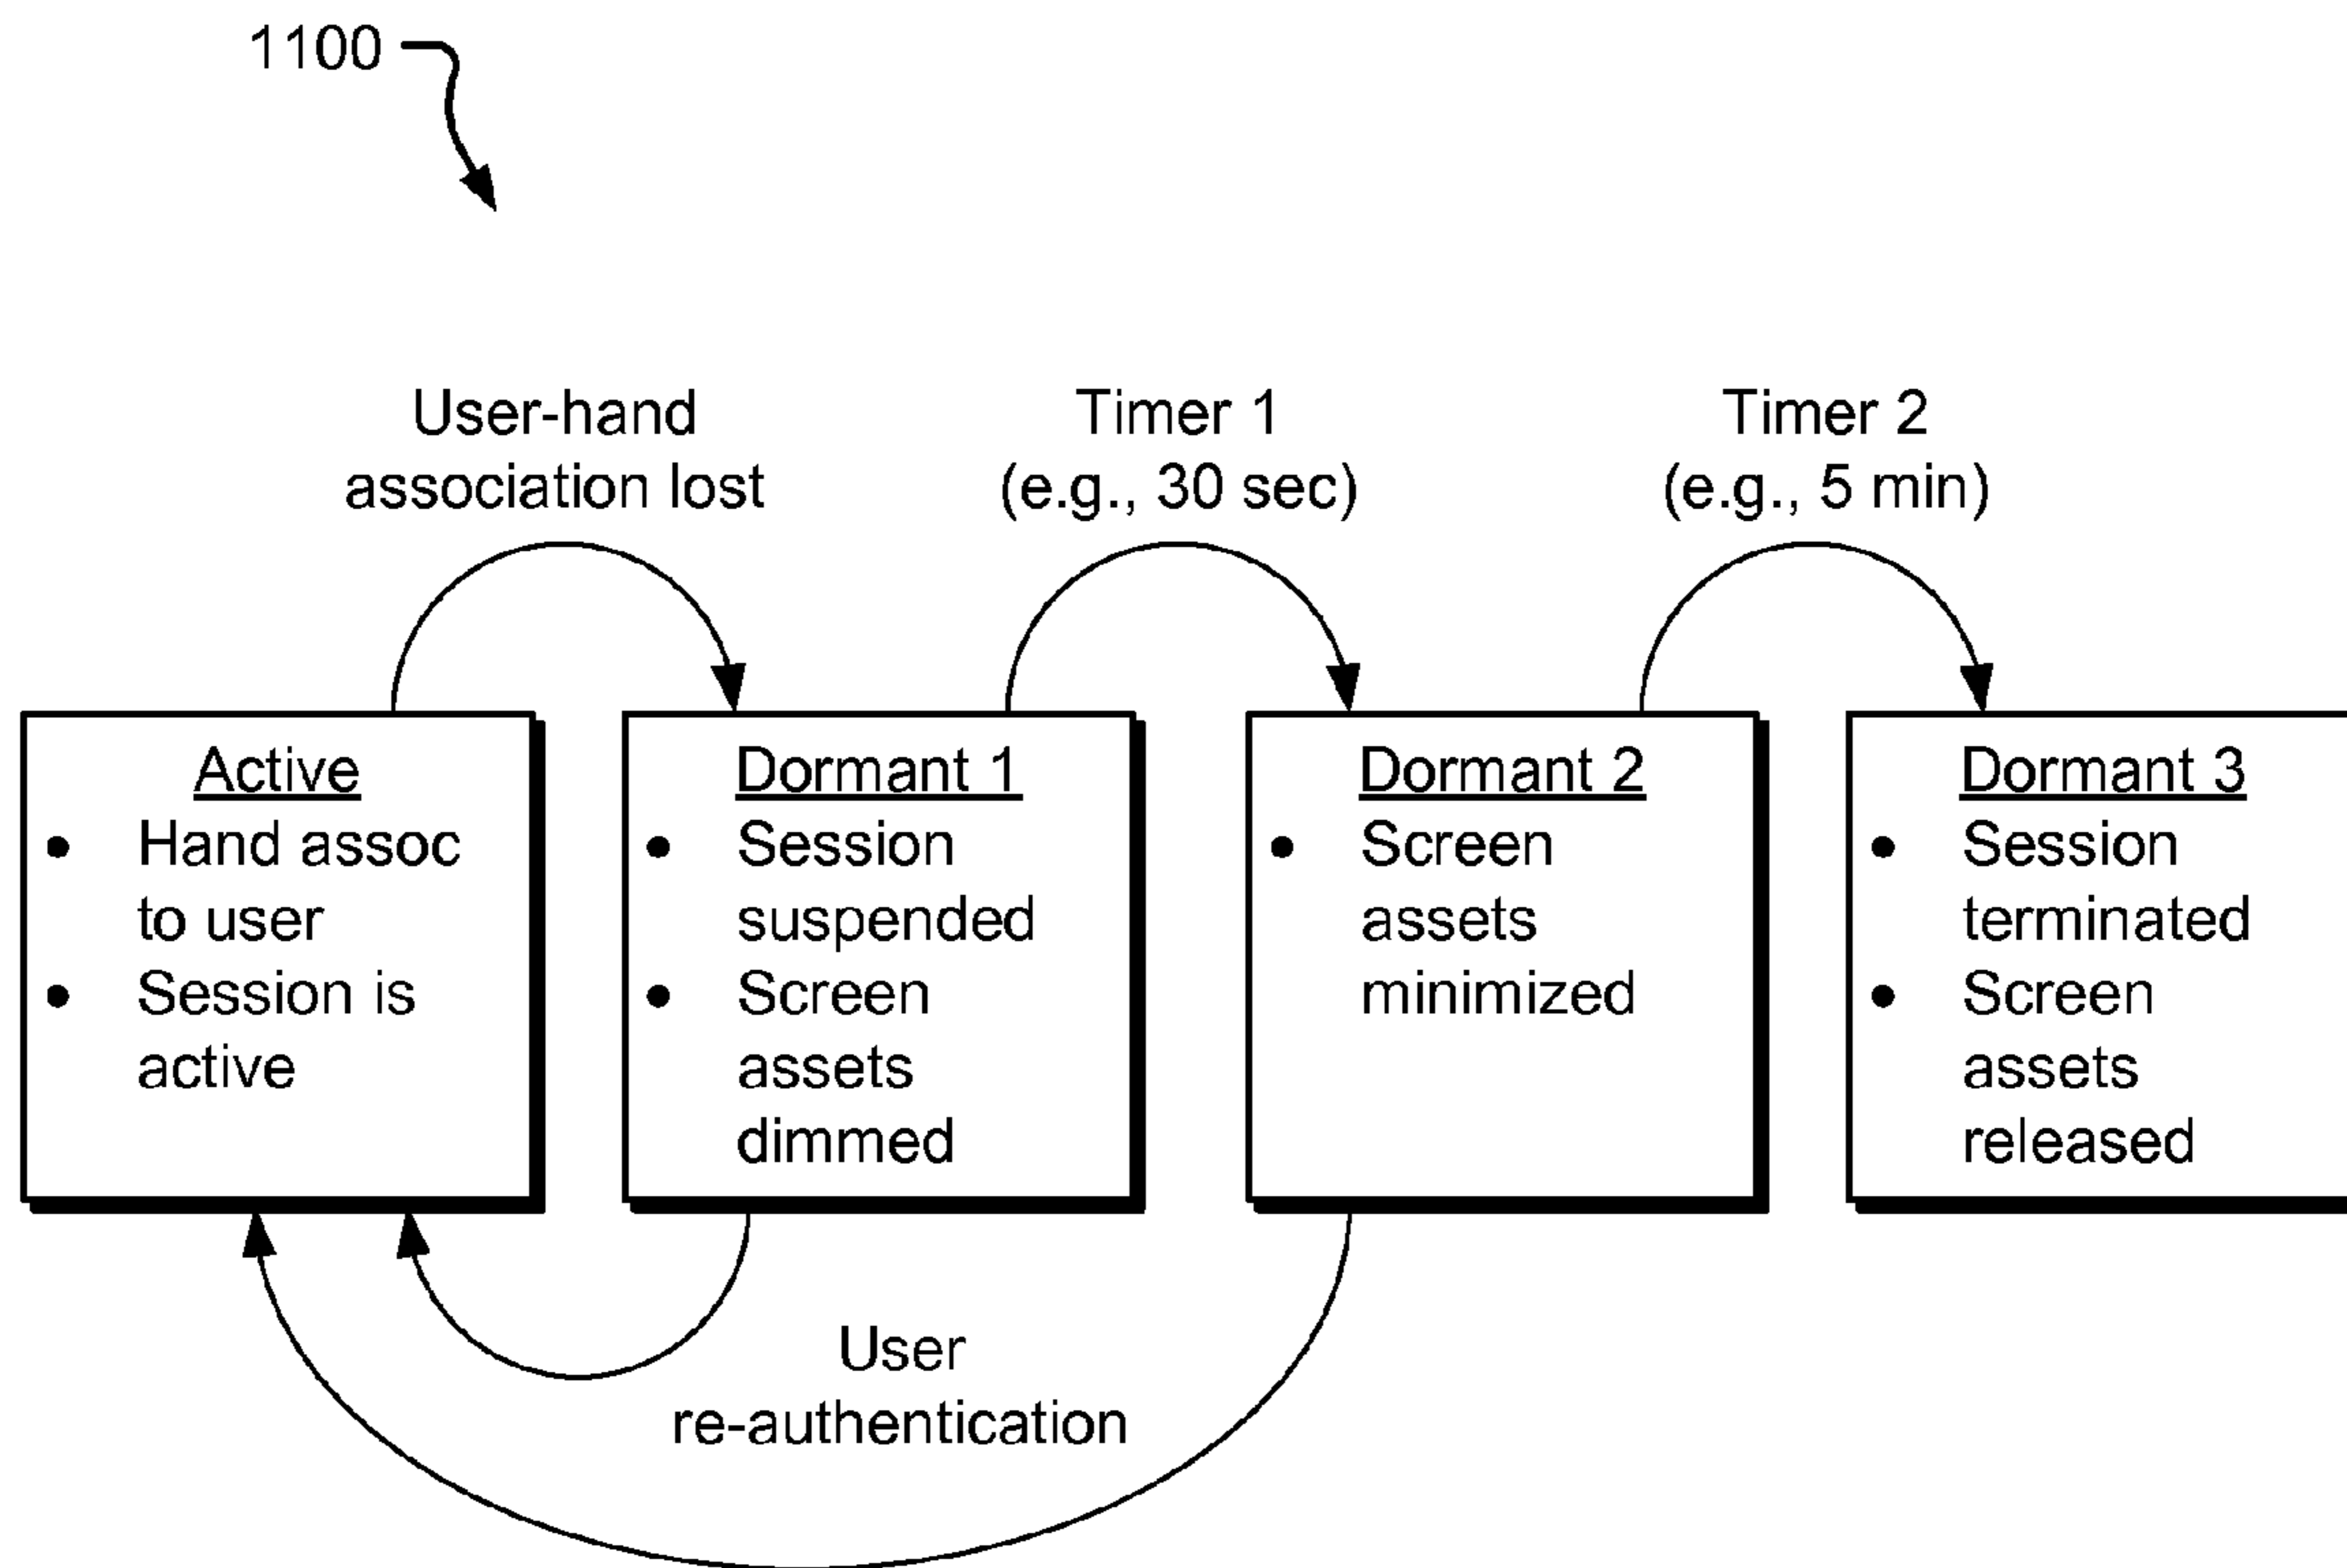 1100
User-hand
association lost
Timer 1
(e.g., 30 sec)
Timer 2
(e.g., 5 min)
Active
• Hand assoc
to user
• Session is
active
Dormant 1
• Session
suspended
• Screen
assets
dimmed
Dormant 2
• Screen
assets
minimized
Dormant 3
• Session
terminated
• Screen
assets
released
User
re-authentication